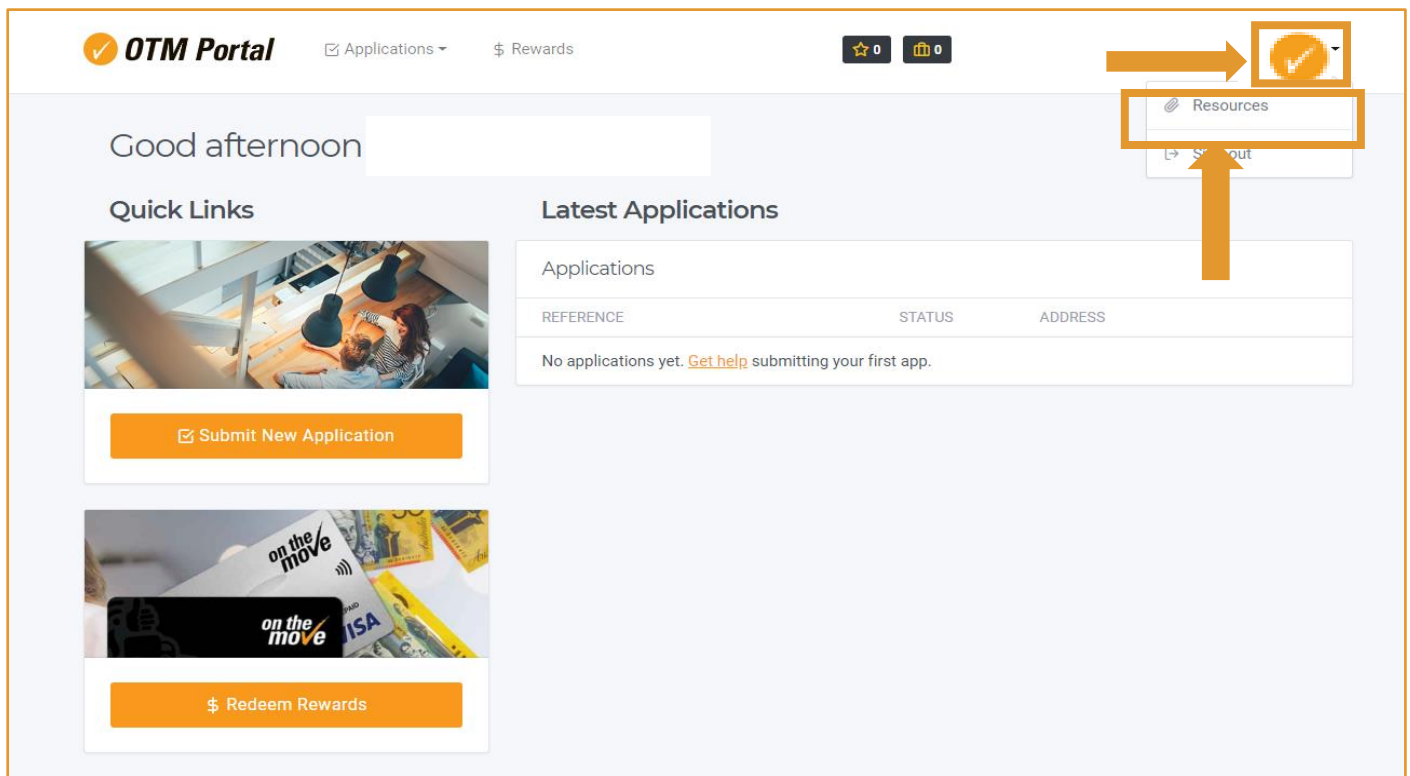 OTM Portal
Applications
$ Rewards
0
0
Resources
Good afternoon
Quick Links
Latest Applications
Applications
REFERENCE
STATUS
ADDRESS
No applications yet. Get help submitting your first app.
Submit New Application
on the
move
on the
move
VISA
$ Redeem Rewards